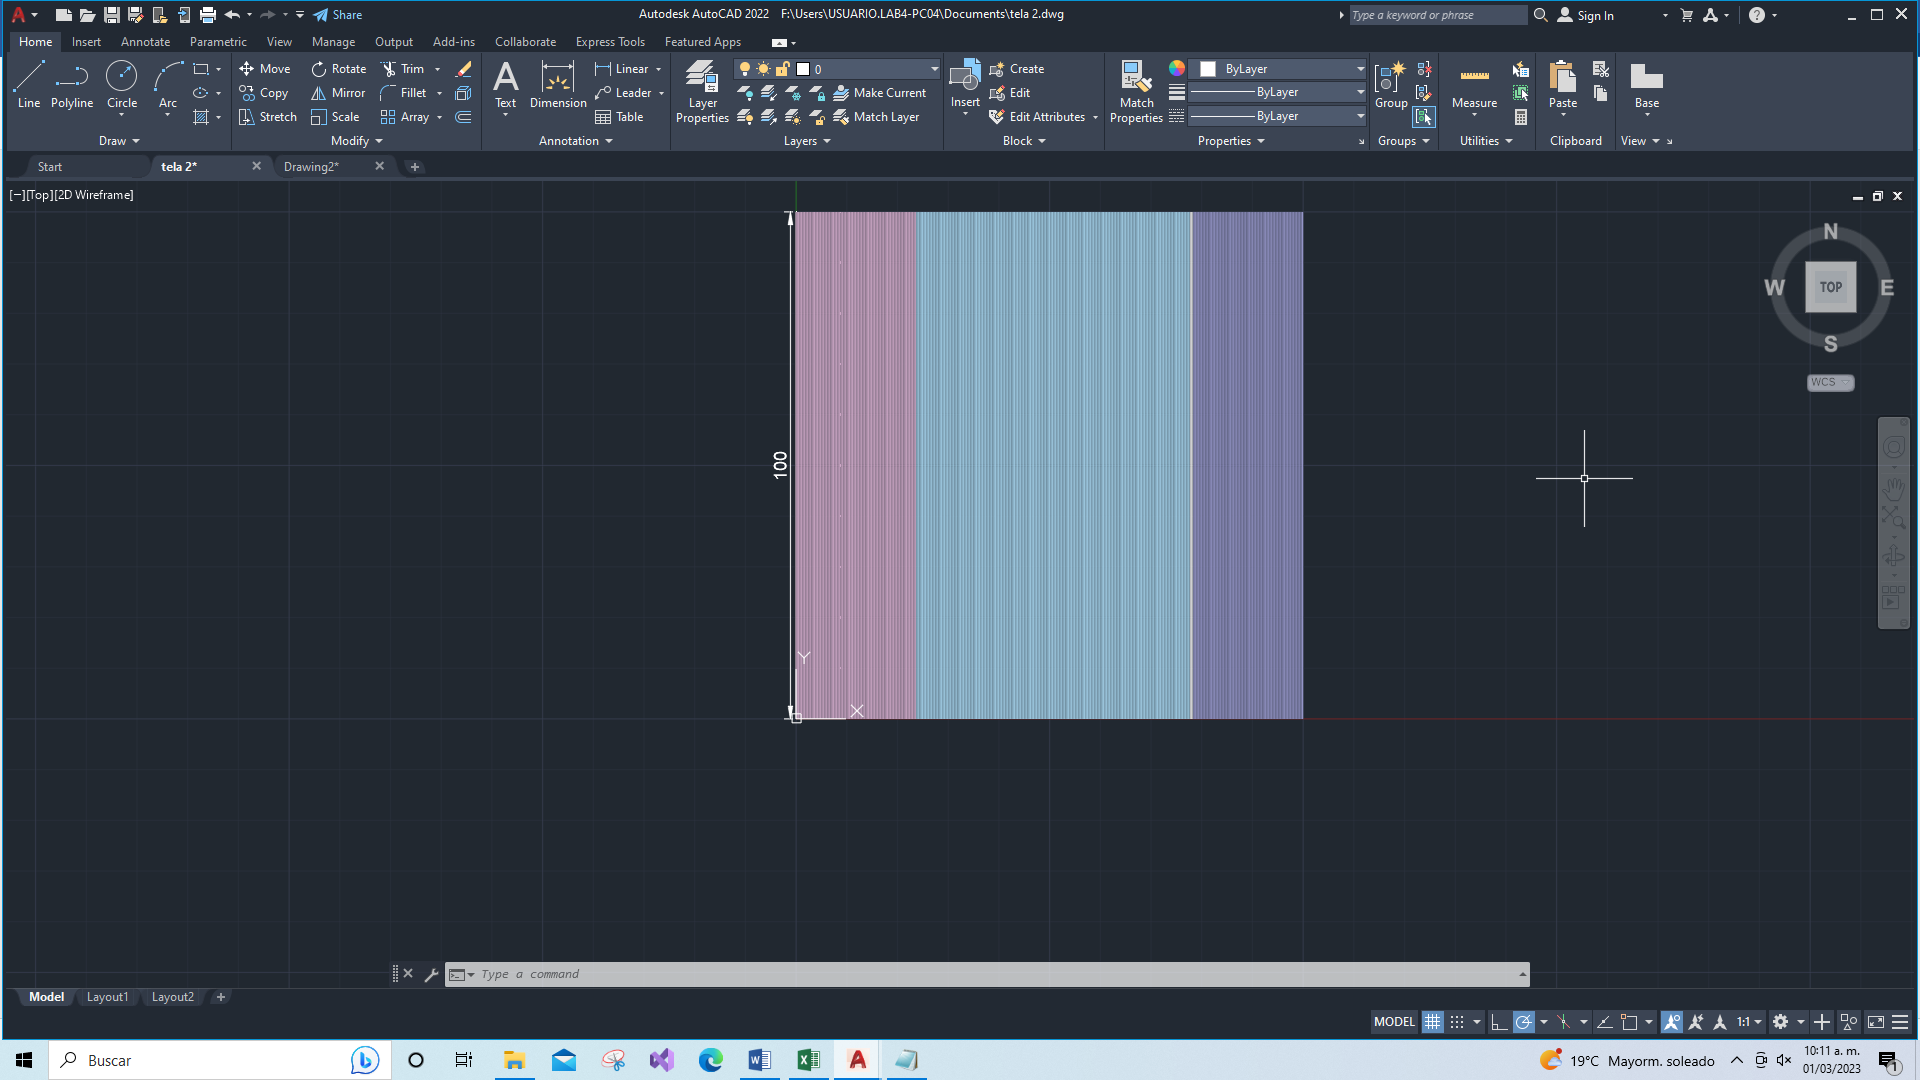 Share
Autodesk AutoCAD 2022 F:\Users\USUARIO.LAB4-PC04\Documents\tela 2.dwg
Type a keyword or phrase
Sign In
Home Insert Annotate Parametric View Manage Output Add-ins Collaborate Express Tools Featured Apps
Line Polyline Circle Arc
Draw
Move Rotate Trim
Copy Mirror Fillet
Stretch Scale Array
Modify
Text Dimension
Linear
Leader
Table
Annotation
Layer Properties
0
Make Current
Match Layer
Layers
Insert
Create
Edit
Edit Attributes
Block
Match Properties
ByLayer
ByLayer
ByLayer
Properties
Group
Groups
Measure
Utilities
Paste
Clipboard
Base
View
Start tela 2* Drawing2*
[−][Top][2D Wireframe]
N
W TOP E
S
WCS
100
Y
X
Type a command
Model Layout1 Layout2
MODEL 1:1
Buscar
19°C Mayorm. soleado
10:11 a. m.
01/03/2023
1